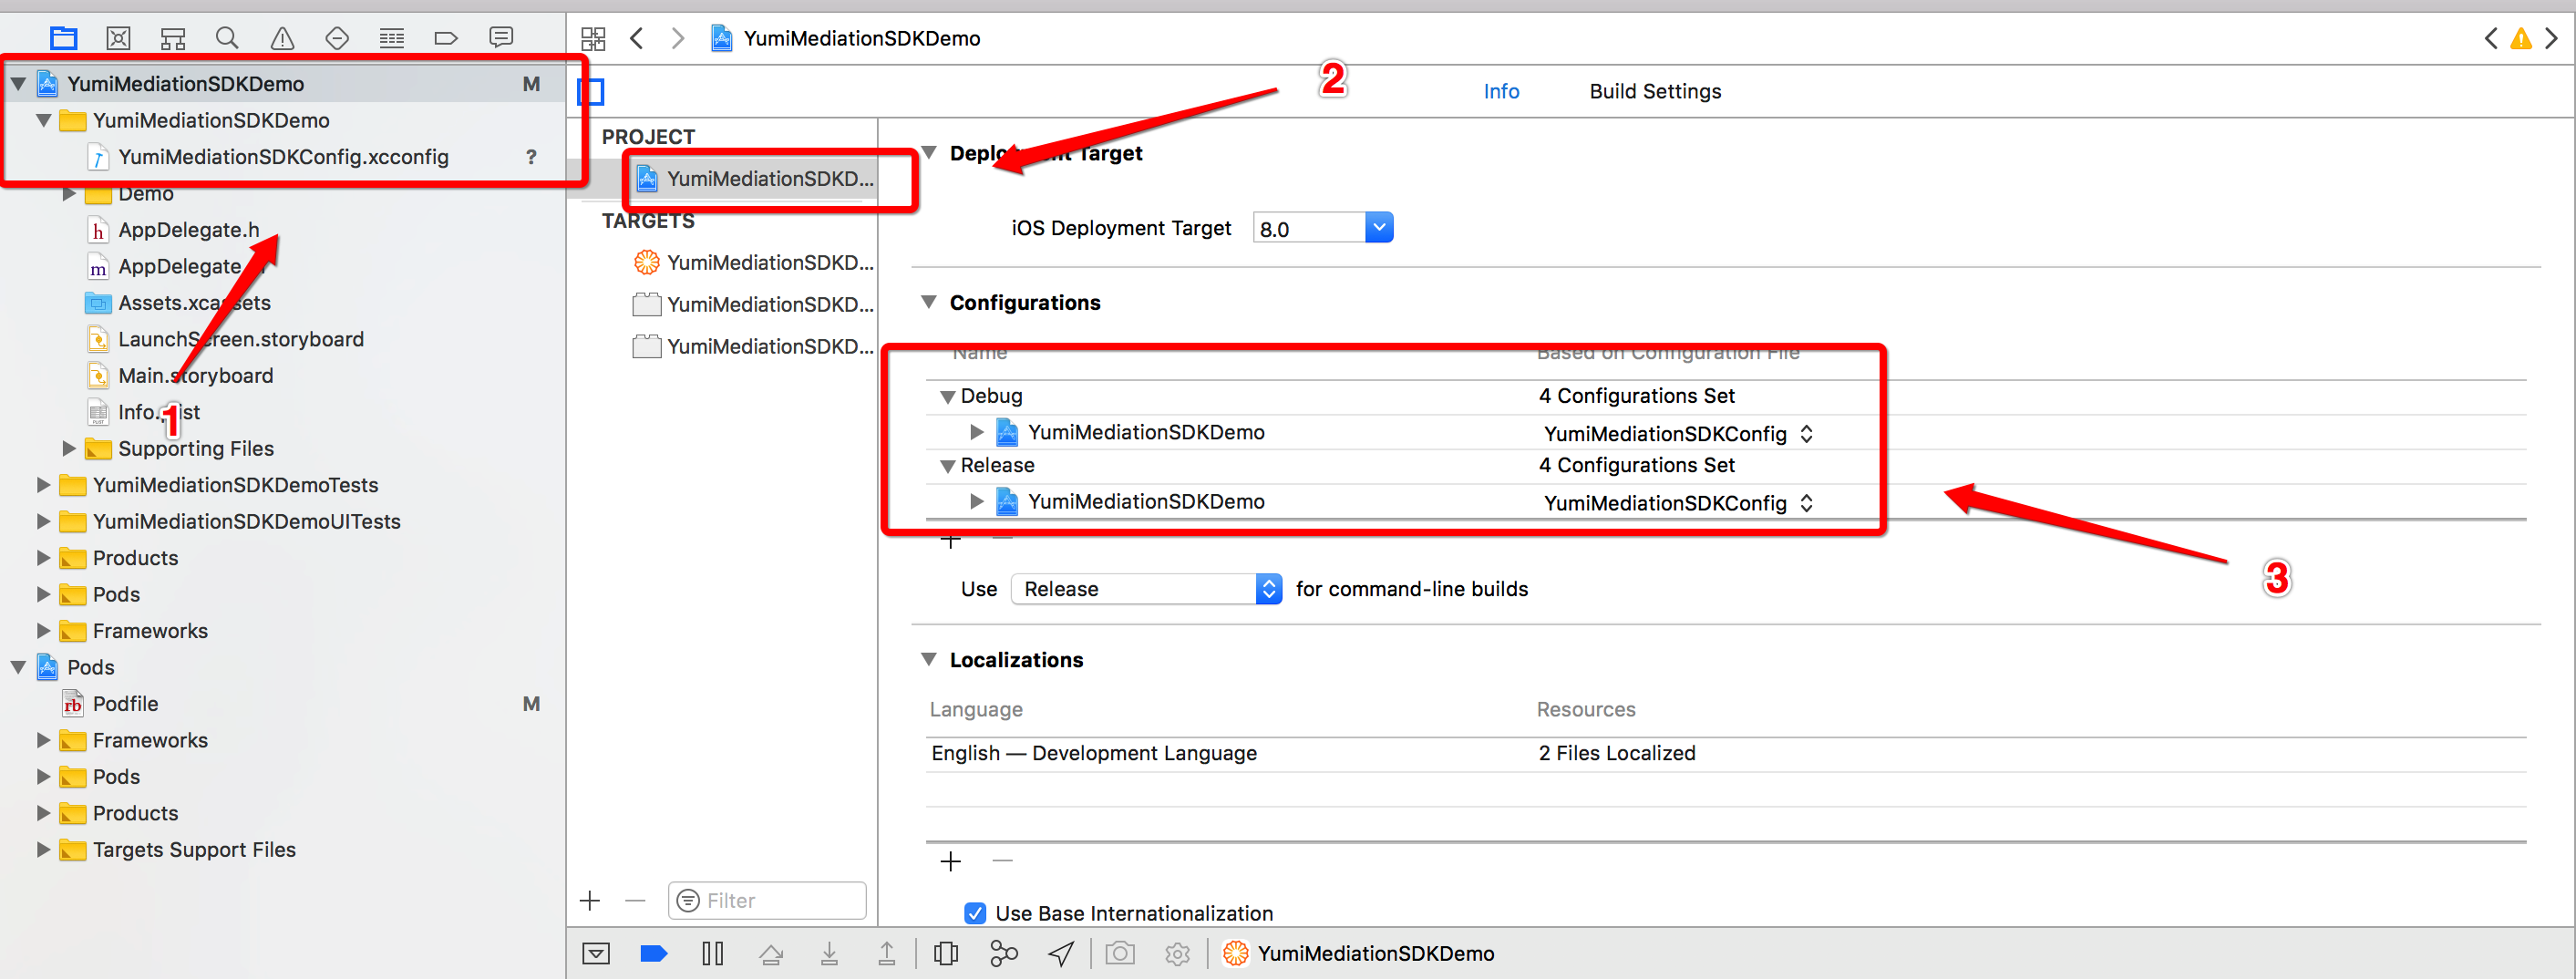 YumiMediationSDKDemo
YumiMediationSDKDemo M
YumiMediationSDKDemo
YumiMediationSDKConfig.xcconfig ?
Demo
AppDelegate.h
AppDelegate.
Assets.xcassets
LaunchScreen.storyboard
Main.storyboard
Info.
1
Supporting Files
YumiMediationSDKDemoTests
YumiMediationSDKDemoUITests
Products
Pods
Frameworks
Pods
Podfile M
Frameworks
Pods
Products
Targets Support Files
Info Build Settings
2
PROJECT
YumiMediationSDKD...
TARGETS
YumiMediationSDKD...
YumiMediationSDKD...
YumiMediationSDKD...
Filter
Deployment Target
iOS Deployment Target 8.0
Configurations
Name Based on Configuration File
Debug 4 Configurations Set
YumiMediationSDKDemo YumiMediationSDKConfig
Release 4 Configurations Set
YumiMediationSDKDemo YumiMediationSDKConfig
3
Use Release for command-line builds
Localizations
Language Resources
English — Development Language 2 Files Localized
Use Base Internationalization
YumiMediationSDKDemo